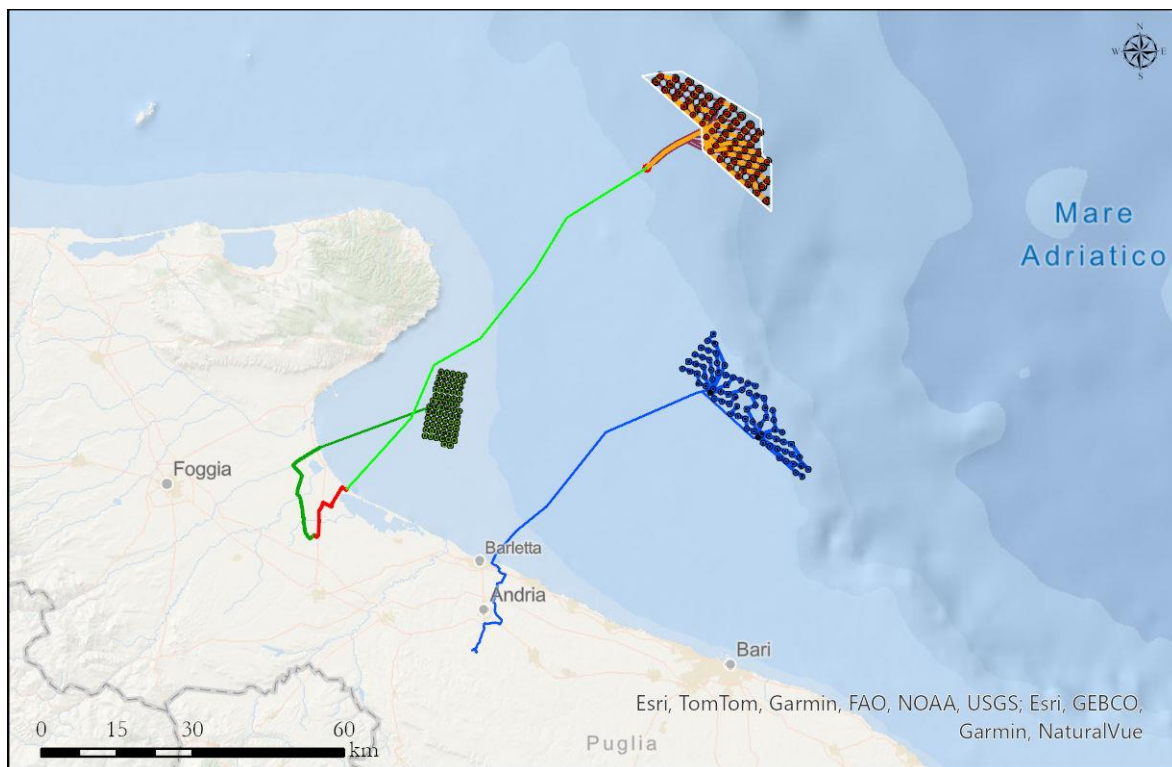 N
W E
S
Mare
Adriatico
Foggia
Barletta
Andria
Bari
Esri, TomTom, Garmin, FAO, NOAA, USGS; Esri, GEBCO,
Garmin, NaturalVue
0 15 30 60
km
Puglia